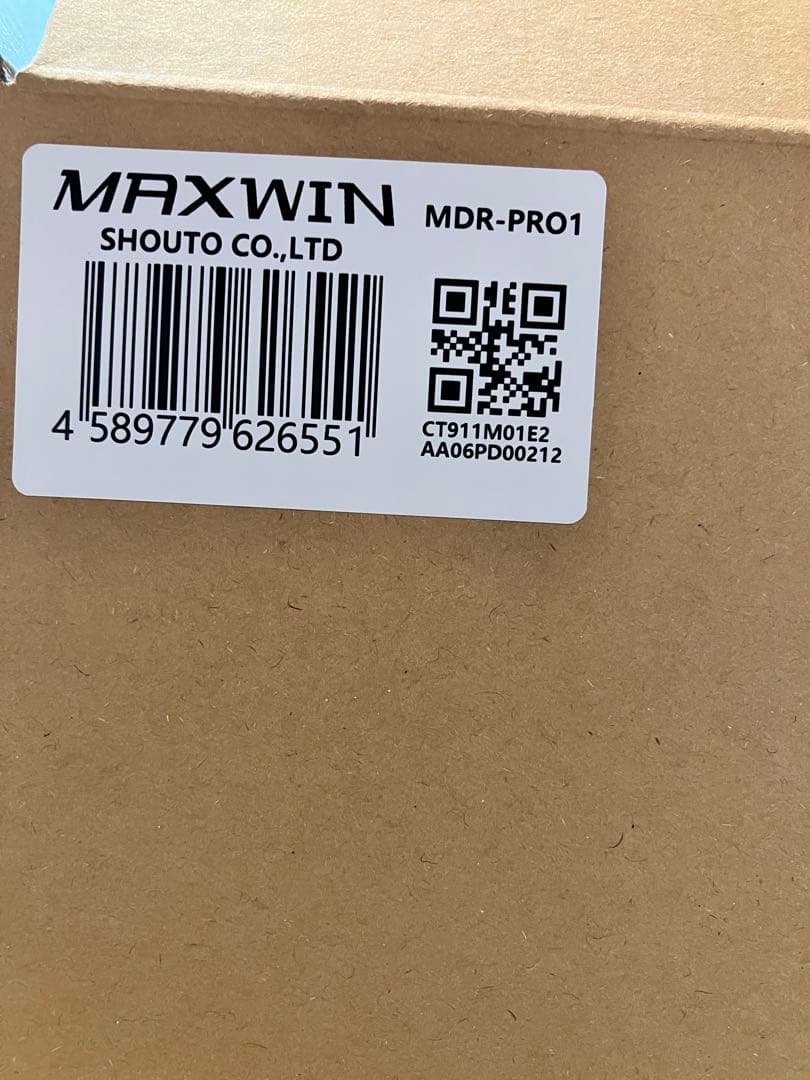 MAXWIN
MDR-PRO1
SHOUTO CO.,LTD
4 589779 626551
CT911M01E2
AA06PD00212